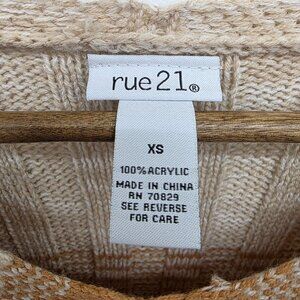 rue21®
XS
100% ACRYLIC
MADE IN CHINA
RN 70829
SEE REVERSE
FOR CARE